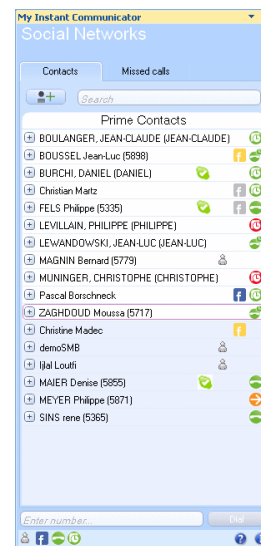 My Instant Communicator
Social Networks
Contacts Missed calls
Search
Prime Contacts
BOULANGER, JEAN-CLAUDE (JEAN-CLAUDE)
BOUSSEL Jean-Luc (5898)
BURCHI, DANIEL (DANIEL)
Christian Martz
FELS Philippe (5335)
LEVILLAIN, PHILIPPE (PHILIPPE)
LEWANDOWSKI, JEAN-LUC (JEAN-LUC)
MAGNIN Bernard (5779)
MUNINGER, CHRISTOPHE (CHRISTOPHE)
Pascal Borschneck
ZAGHDOUD Moussa (5717)
Christine Madec
demoSMB
Ijlal Loutfi
MAIER Denise (5855)
MEYER Philippe (5871)
SINS rene (5365)
Enter number... Dial